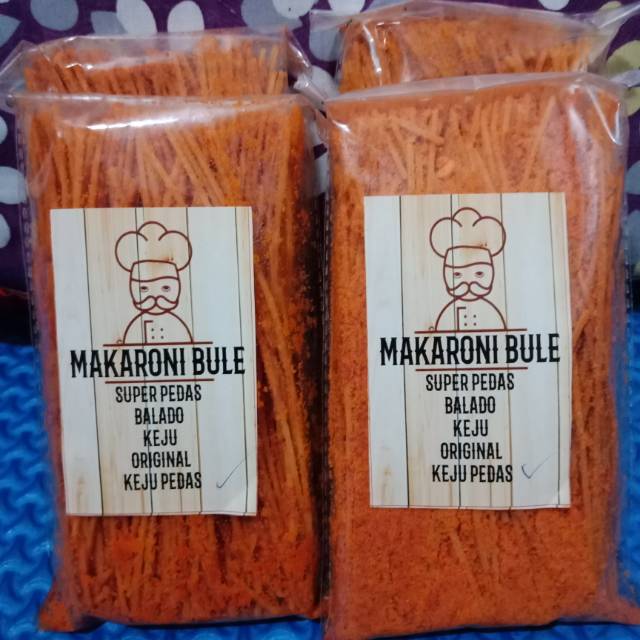 MAKARONI BULE
SUPER PEDAS
BALADO
KEJU
ORIGINAL
KEJU PEDAS
MAKARONI BULE
SUPER PEDAS
BALADO
KEJU
ORIGINAL
KEJU PEDAS